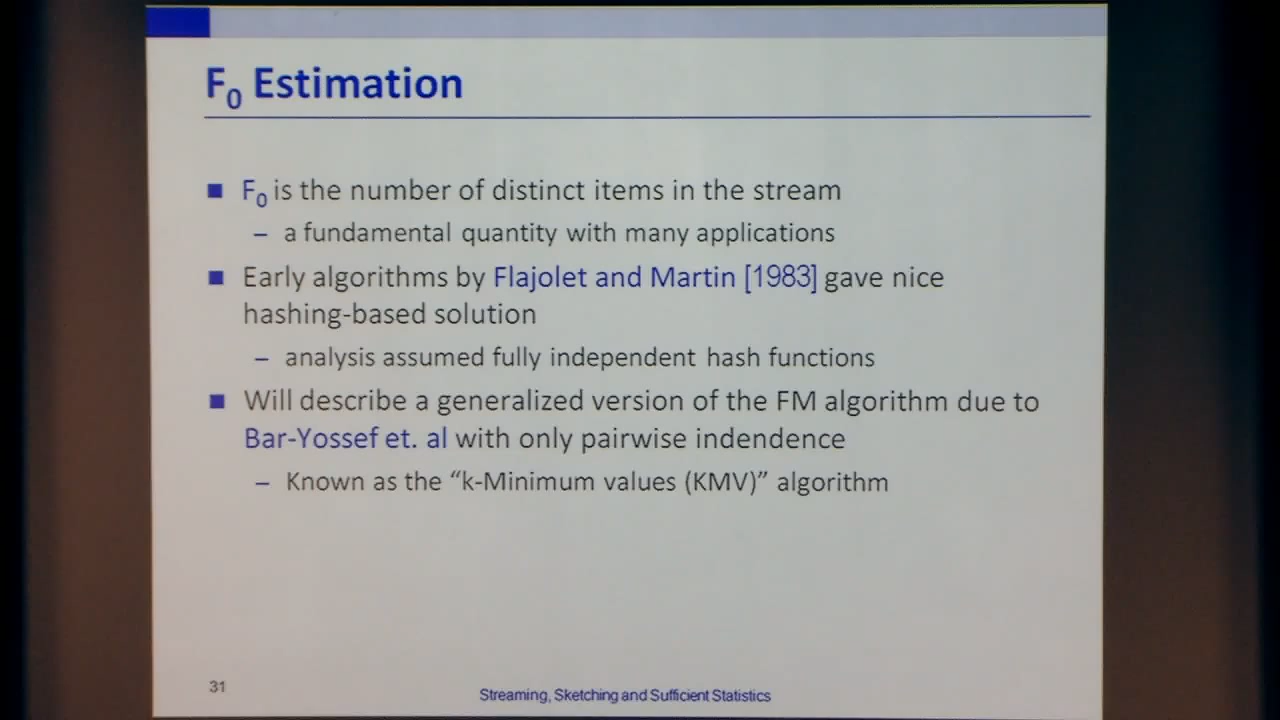 F0 Estimation
■ F0 is the number of distinct items in the stream
– a fundamental quantity with many applications
■ Early algorithms by Flajolet and Martin [1983] gave nice
hashing-based solution
– analysis assumed fully independent hash functions
■ Will describe a generalized version of the FM algorithm due to
Bar-Yossef et. al with only pairwise indendence
– Known as the “k-Minimum values (KMV)” algorithm
31
Streaming, Sketching and Sufficient Statistics